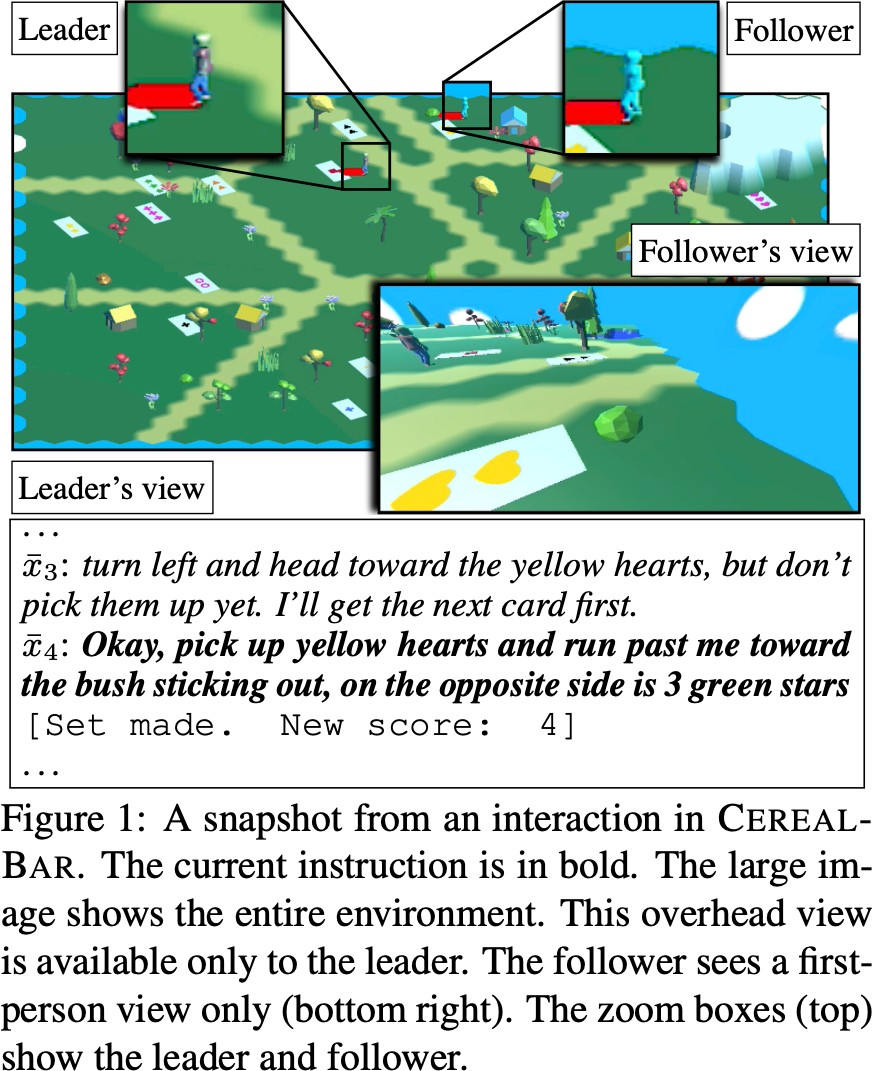 Leader
Follower
Follower's view
Leader's view
...
x̄₃: turn left and head toward the yellow hearts, but don't
pick them up yet. I'll get the next card first.
x̄₄: Okay, pick up yellow hearts and run past me toward
the bush sticking out, on the opposite side is 3 green stars
[Set made. New score: 4]
...
Figure 1: A snapshot from an interaction in CEREAL-
BAR. The current instruction is in bold. The large im-
age shows the entire environment. This overhead view
is available only to the leader. The follower sees a first-
person view only (bottom right). The zoom boxes (top)
show the leader and follower.